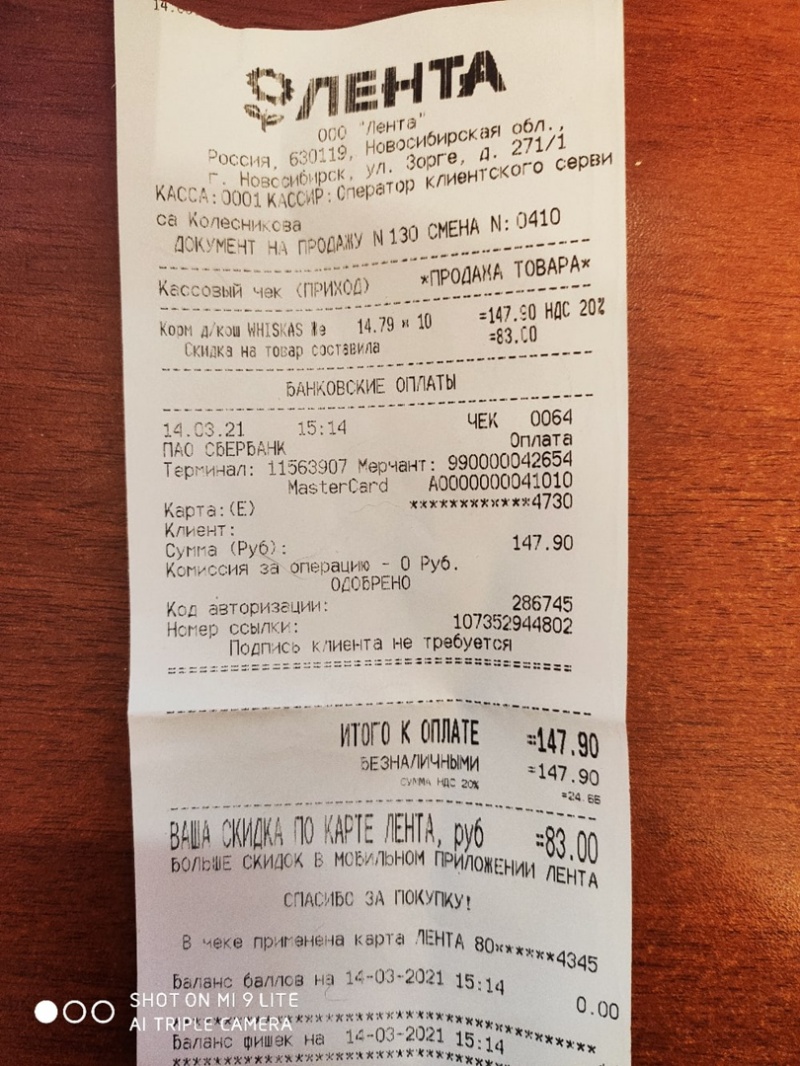 ЛЕНТА
ООО "Лента"
Россия, 630119, Новосибирская обл.,
г. Новосибирск, ул. Зорге, д. 271/1
КАССА:0001 КАССИР:Оператор клиентского серви
са Колесникова
ДОКУМЕНТ НА ПРОДАЖУ N 130 СМЕНА N: 0410
Кассовый чек (ПРИХОД) *ПРОДАЖА ТОВАРА*
Корм д/кош WHISKAS Же 14.79 * 10 =147.90 НДС 20%
Скидка на товар составила =83.00
БАНКОВСКИЕ ОПЛАТЫ
14.03.21 15:14 ЧЕК 0064
ПАО СБЕРБАНК Оплата
Терминал: 11563907 Мерчант: 990000042654
MasterCard A0000000041010
Карта:(E) ************4730
Клиент:
Сумма (Руб): 147.90
Комиссия за операцию - 0 Руб.
ОДОБРЕНО
Код авторизации: 286745
Номер ссылки: 107352944802
Подпись клиента не требуется
ИТОГО К ОПЛАТЕ =147.90
БЕЗНАЛИЧНЫМИ =147.90
СУММА НДС 20% =24.65
ВАША СКИДКА ПО КАРТЕ ЛЕНТА, руб =83.00
БОЛЬШЕ СКИДОК В МОБИЛЬНОМ ПРИЛОЖЕНИИ ЛЕНТА
СПАСИБО ЗА ПОКУПКУ!
В чеке применена карта ЛЕНТА 80******4345
Баланс баллов на 14-03-2021 15:14
0.00
Баланс фишек на 14-03-2021 15:14
SHOT ON MI 9 LITE
AI TRIPLE CAMERA